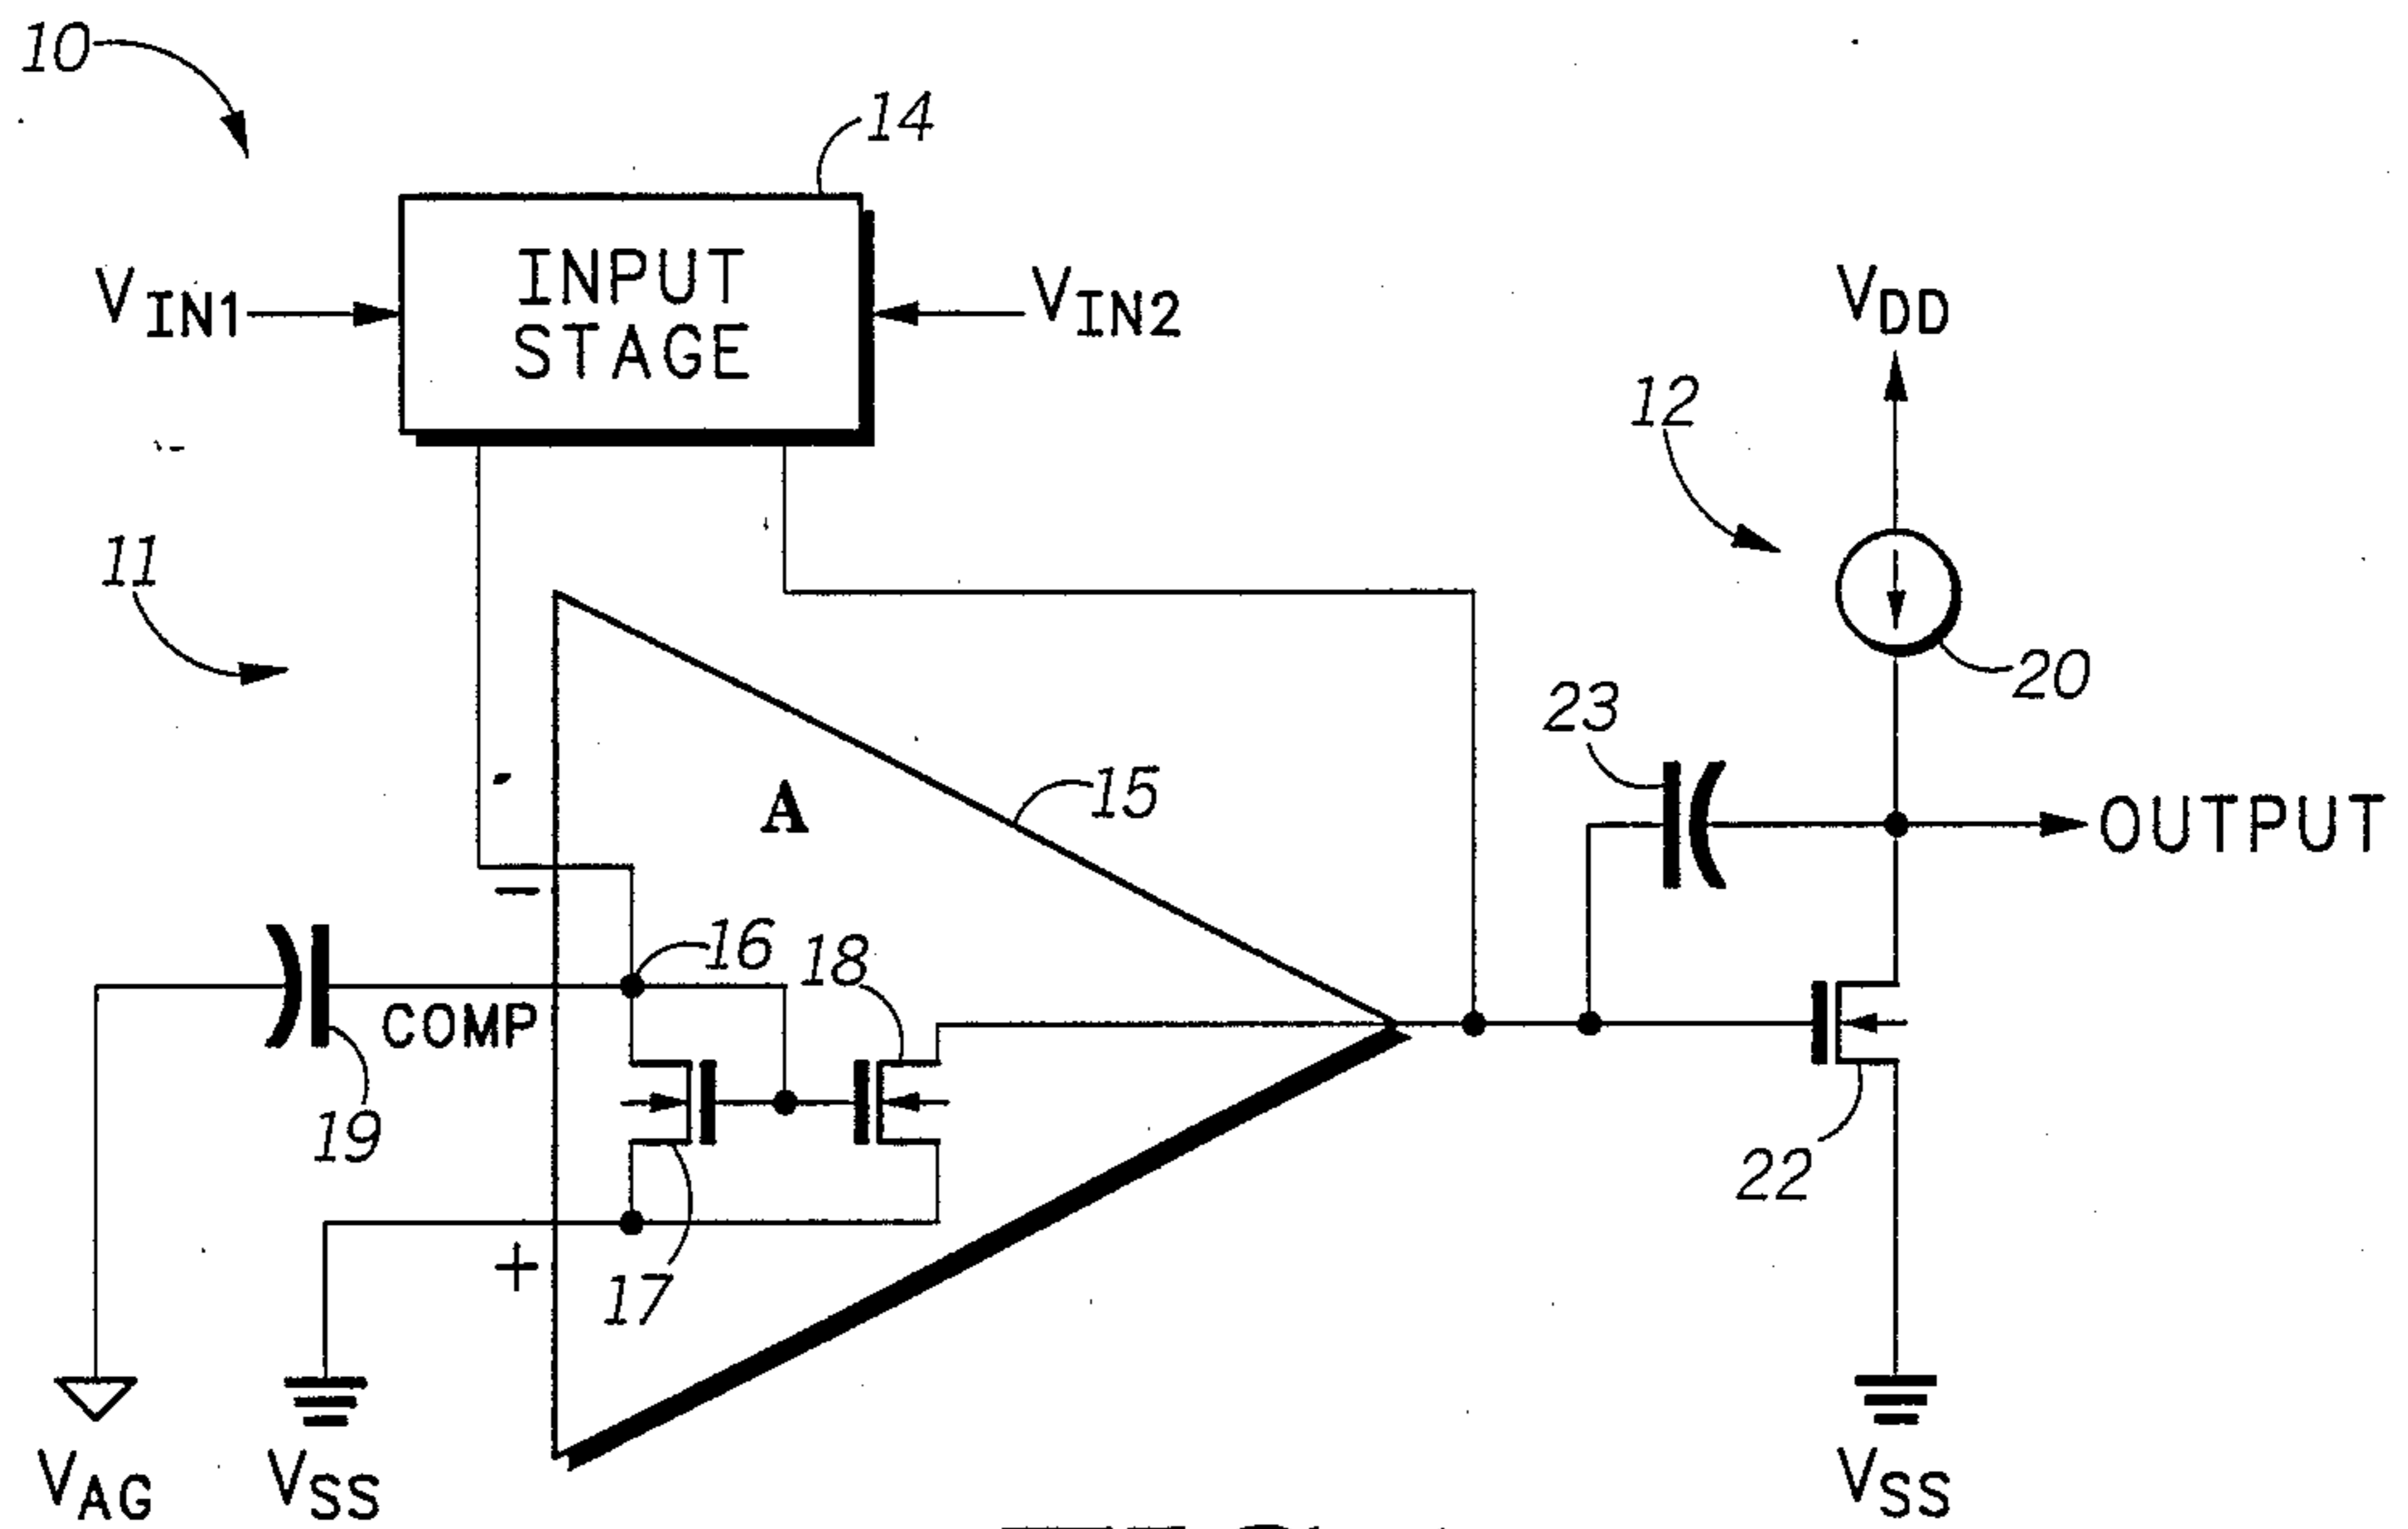 10
14
INPUT
STAGE
VIN1
VIN2
VDD
12
11
20
23
A
15
OUTPUT
−
16
18
COMP
19
22
+
17
VAG
VSS
VSS